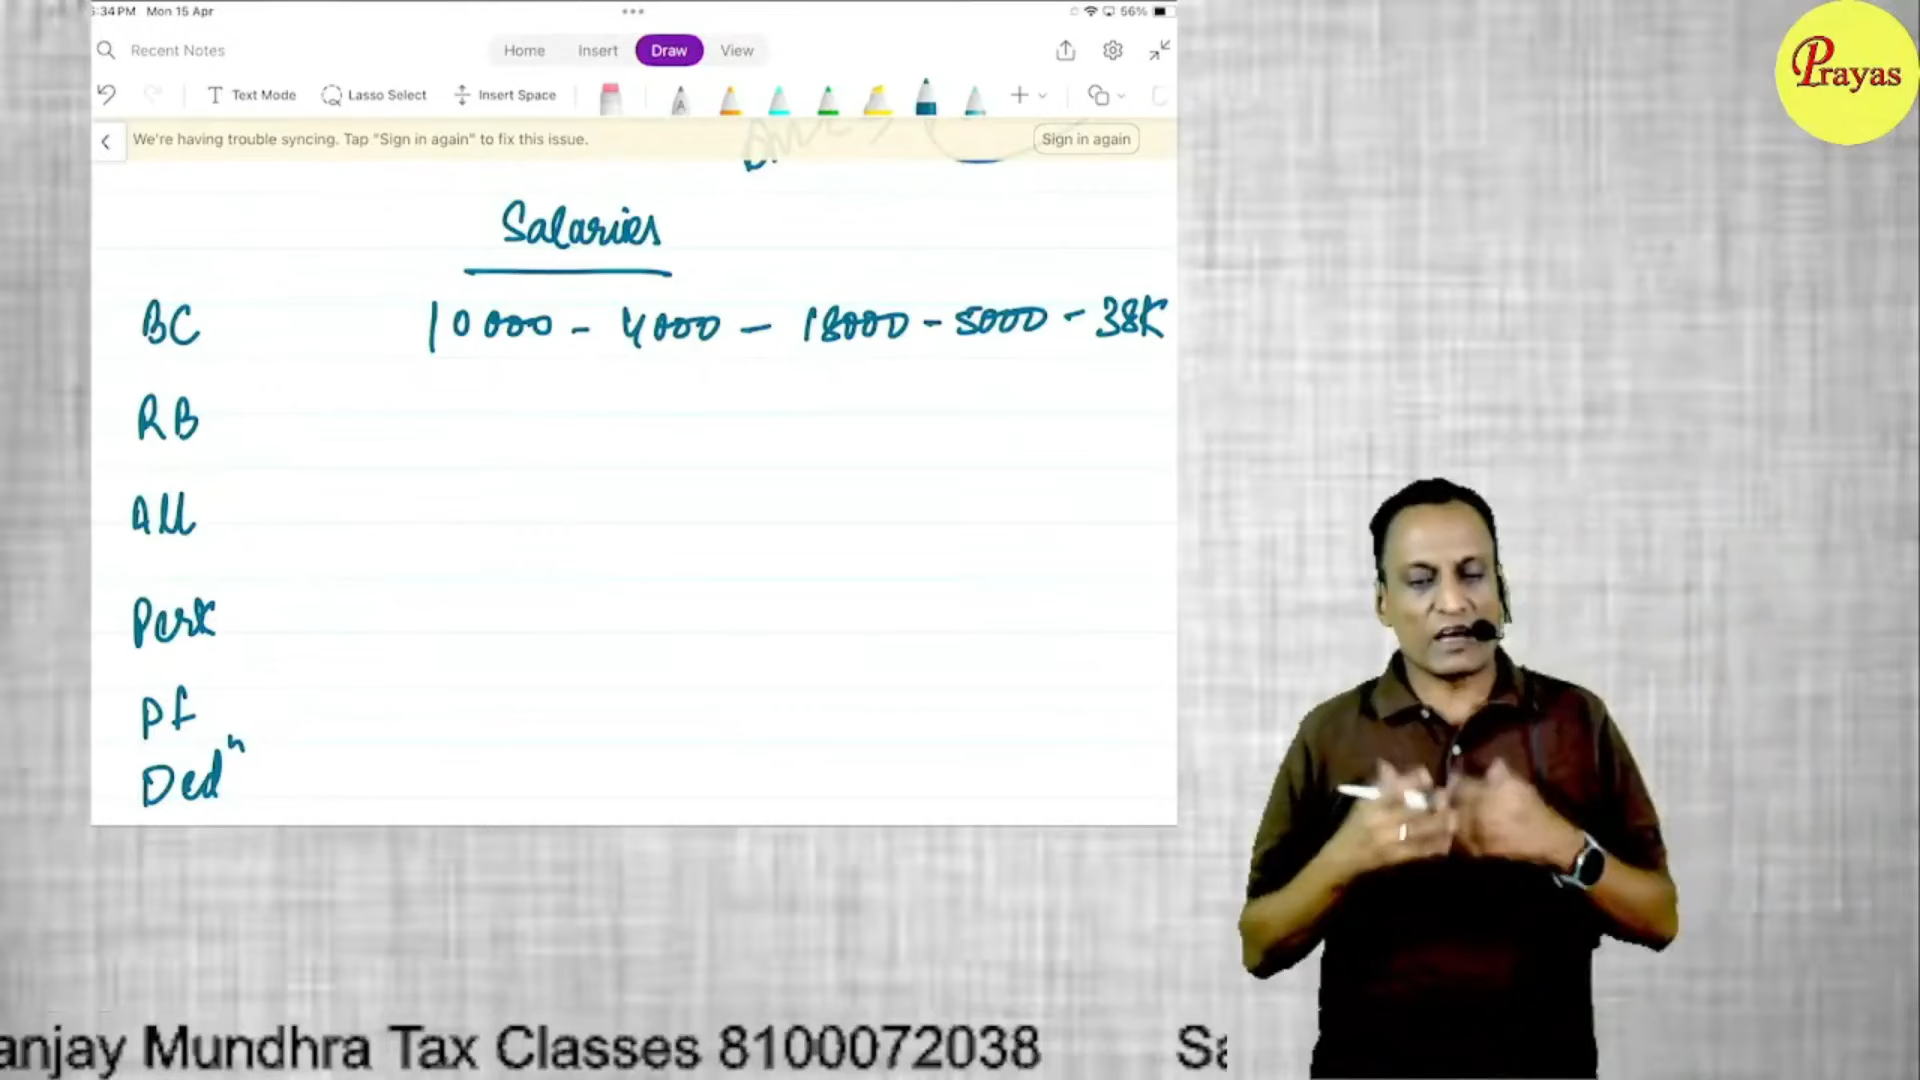 :34 PM Mon 15 Apr
56%
Recent Notes
Home Insert Draw View
Text Mode Lasso Select Insert Space
We're having trouble syncing. Tap "Sign in again" to fix this issue.
Sign in again
Prayas
Salaries
BC 10000 - 4000 - 18000 - 5000 - 38K
RB
All
Perk
Pf
Dedn
anjay Mundhra Tax Classes 8100072038 Sa